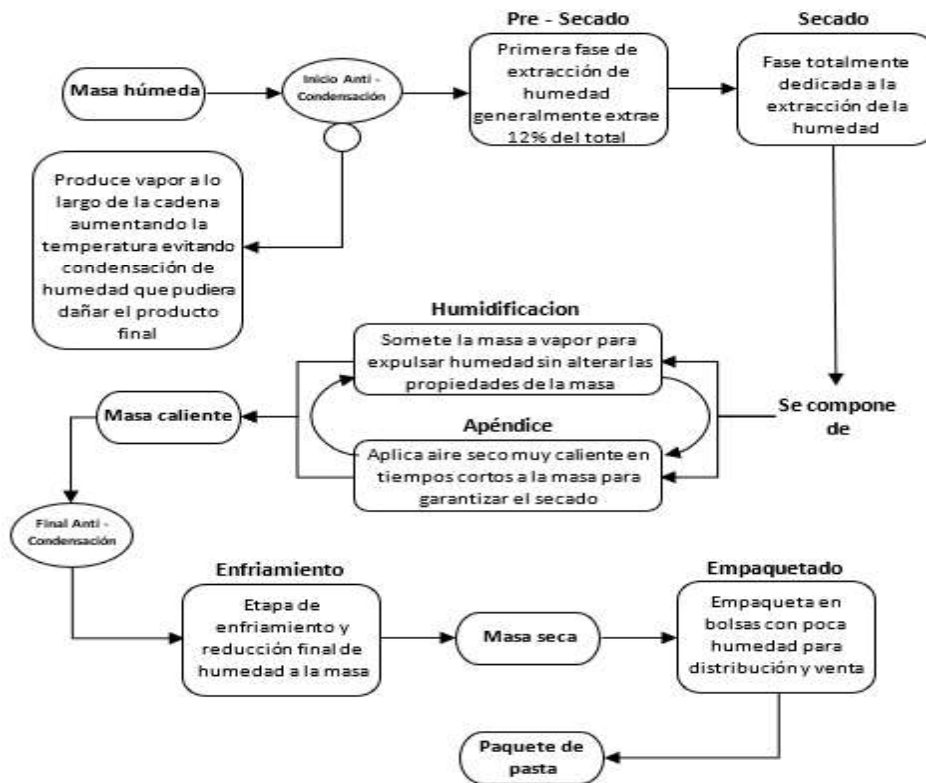 Pre - Secado
Secado
Masa húmeda
Inicio Anti -
Condensación
Primera fase de
extracción de
humedad
generalmente extrae
12% del total
Fase totalmente
dedicada a la
extracción de la
humedad
Produce vapor a lo
largo de la cadena
aumentando la
temperatura evitando
condensación de
humedad que pudiera
dañar el producto
final
Humidificacion
Somete la masa a vapor para
expulsar humedad sin alterar las
propiedades de la masa
Se compone
de
Masa caliente
Apéndice
Aplica aire seco muy caliente en
tiempos cortos a la masa para
garantizar el secado
Final Anti -
Condensación
Enfriamiento
Etapa de
enfriamiento y
reducción final de
humedad a la masa
Masa seca
Empaquetado
Empaqueta en
bolsas con poca
humedad para
distribución y venta
Paquete de
pasta